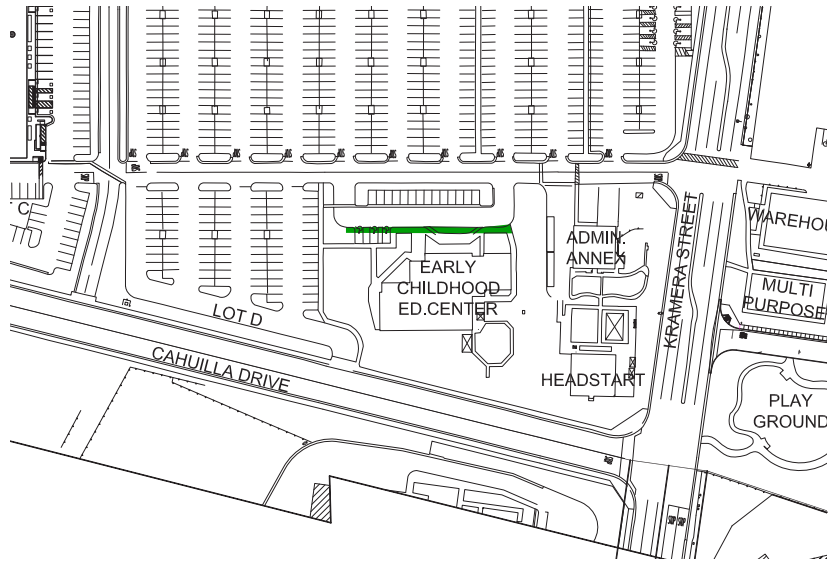 C
LOT D
CAHUILLA DRIVE
EARLY
CHILDHOOD
ED.CENTER
ADMIN.
ANNEX
HEADSTART
KRAMERA STREET
WAREHOU
MULTI
PURPOSE
PLAY
GROUND